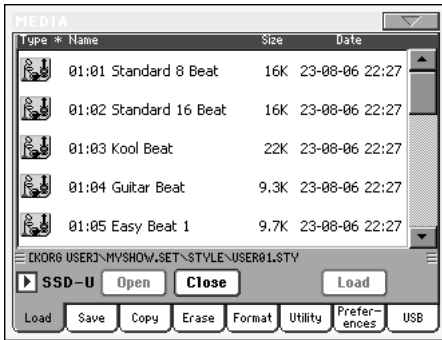 MEDIA
Type * Name Size Date
01:01 Standard 8 Beat 16K 23-08-06 22:27
01:02 Standard 16 Beat 16K 23-08-06 22:27
01:03 Kool Beat 22K 23-08-06 22:27
01:04 Guitar Beat 9.3K 23-08-06 22:27
01:05 Easy Beat 1 9.7K 23-08-06 22:27
[KORG USER]\MYSHOW.SET\STYLE\USER01.STY
SSD-U Open Close Load
Load Save Copy Erase Format Utility Prefer-ences USB